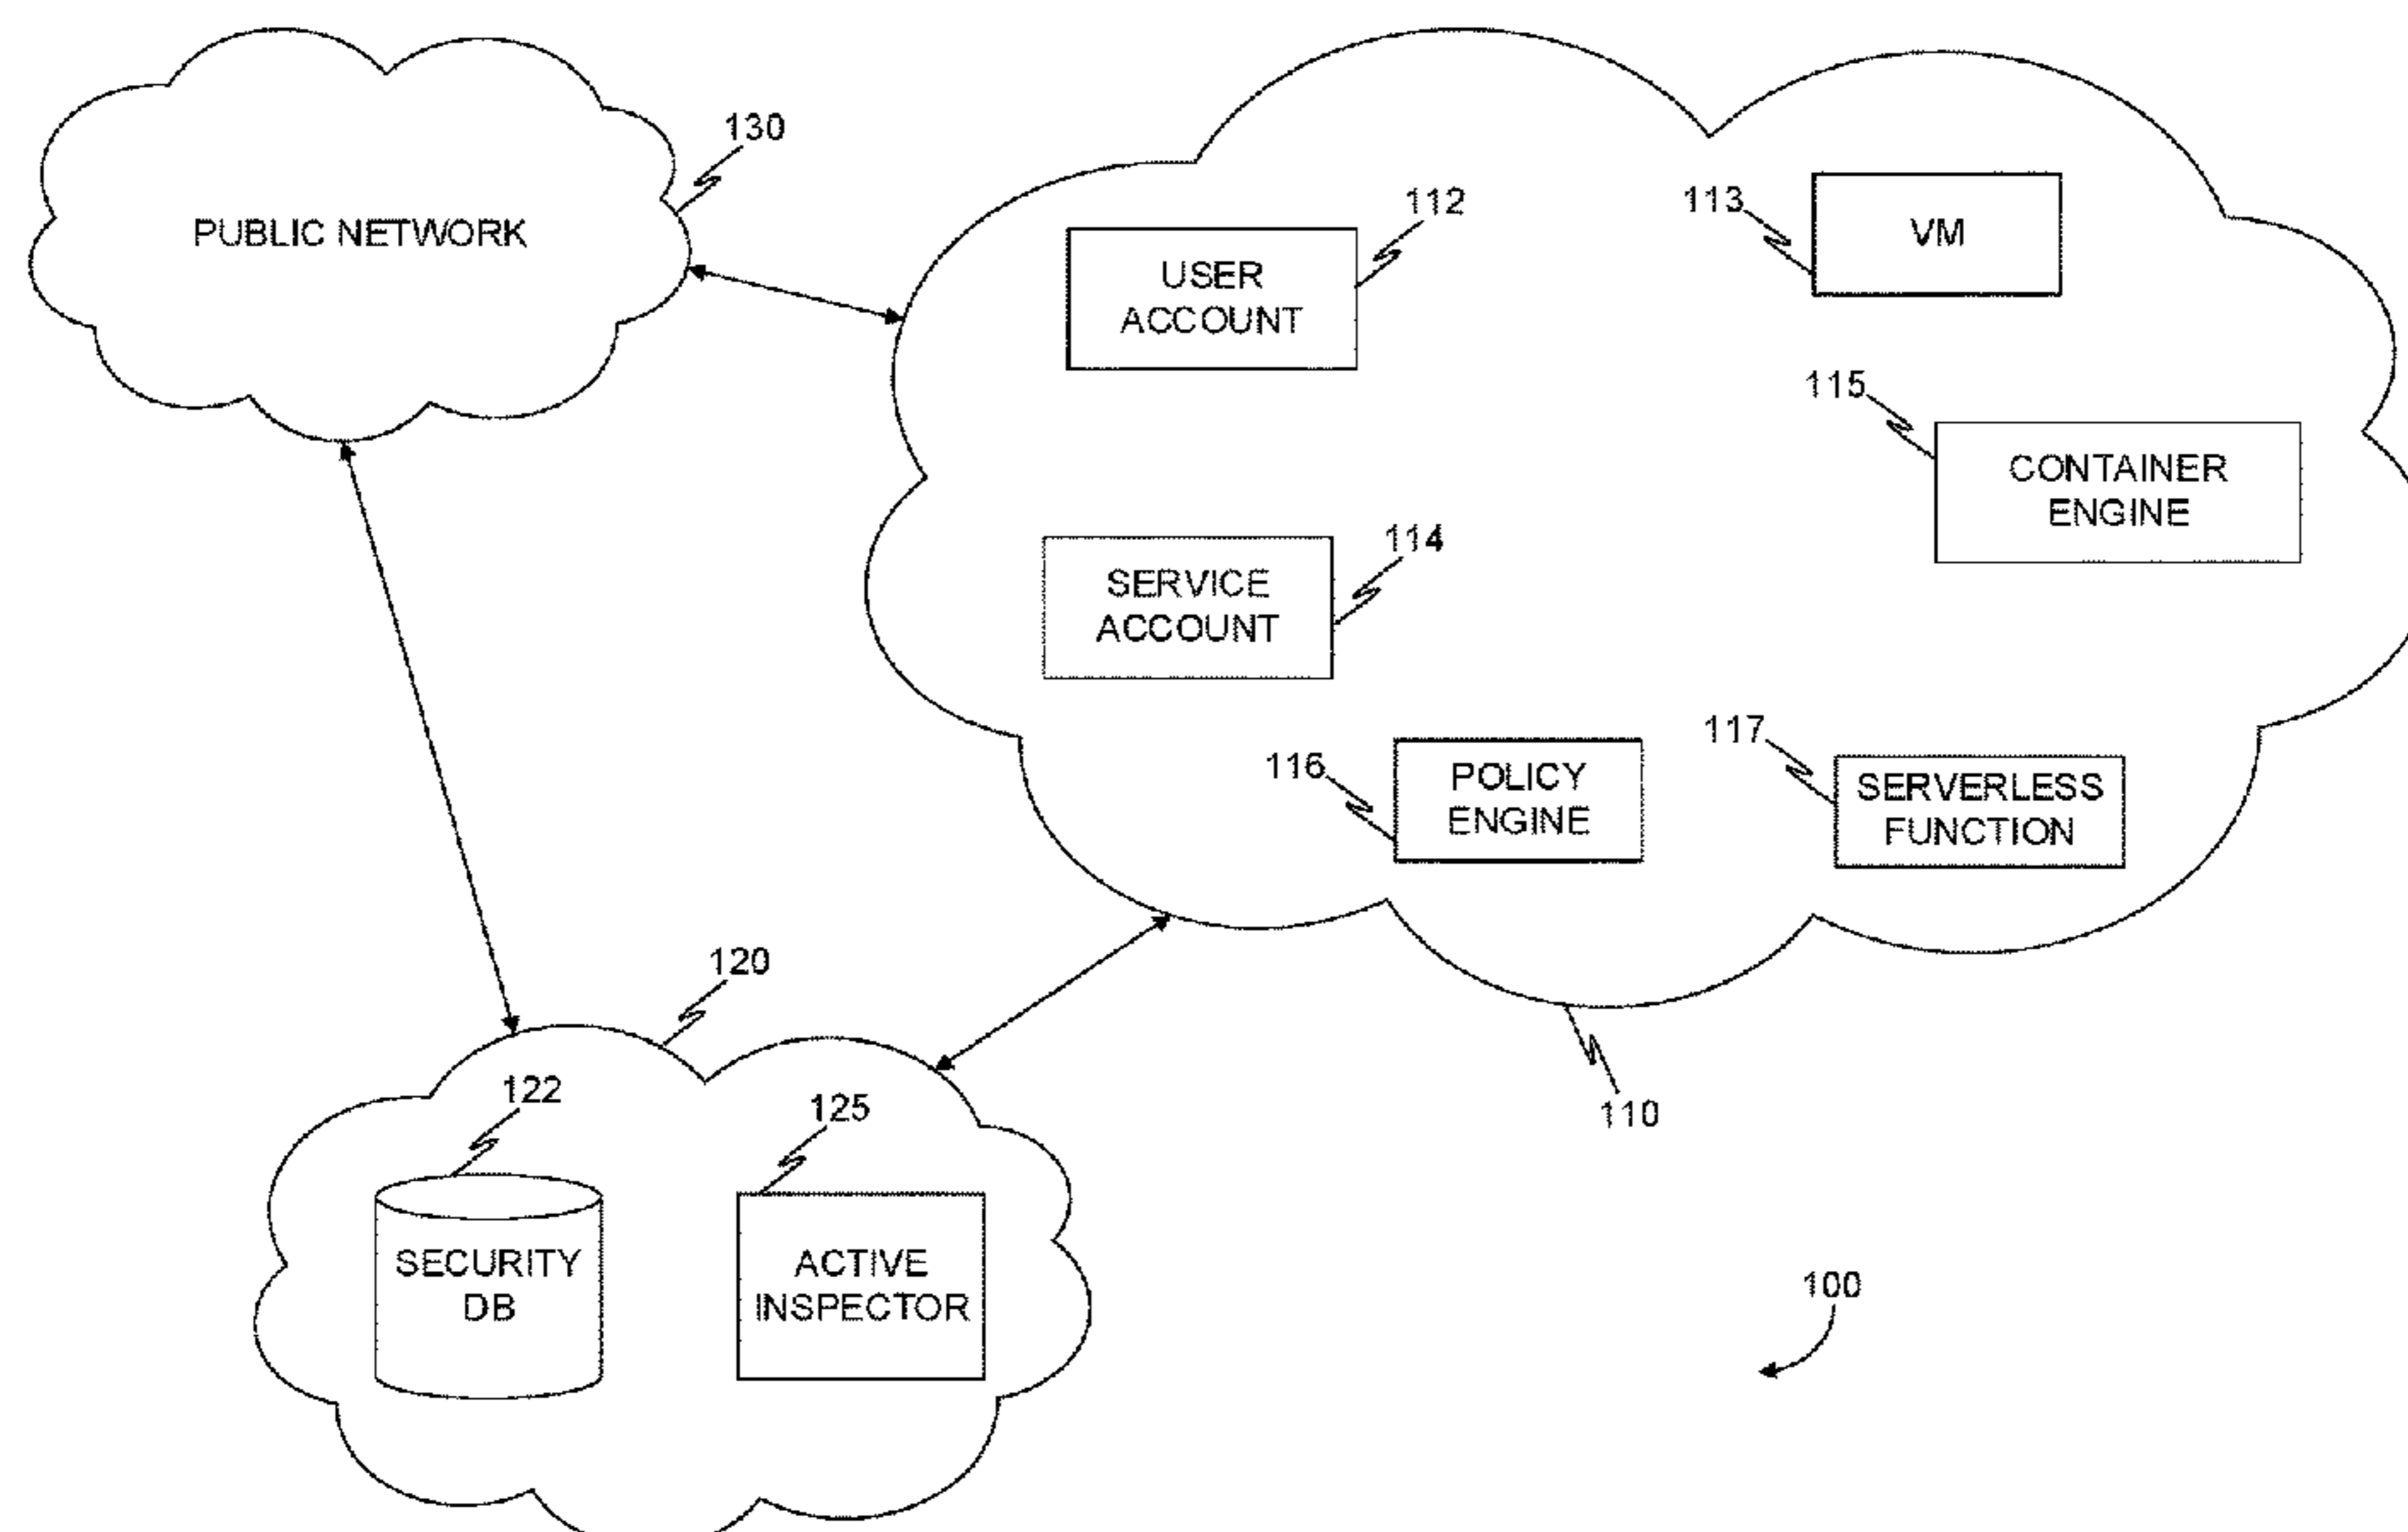 130
PUBLIC NETWORK
112
USER
ACCOUNT
113
VM
115
CONTAINER
ENGINE
114
SERVICE
ACCOUNT
116
POLICY
ENGINE
117
SERVERLESS
FUNCTION
120
110
122
SECURITY
DB
125
ACTIVE
INSPECTOR
100